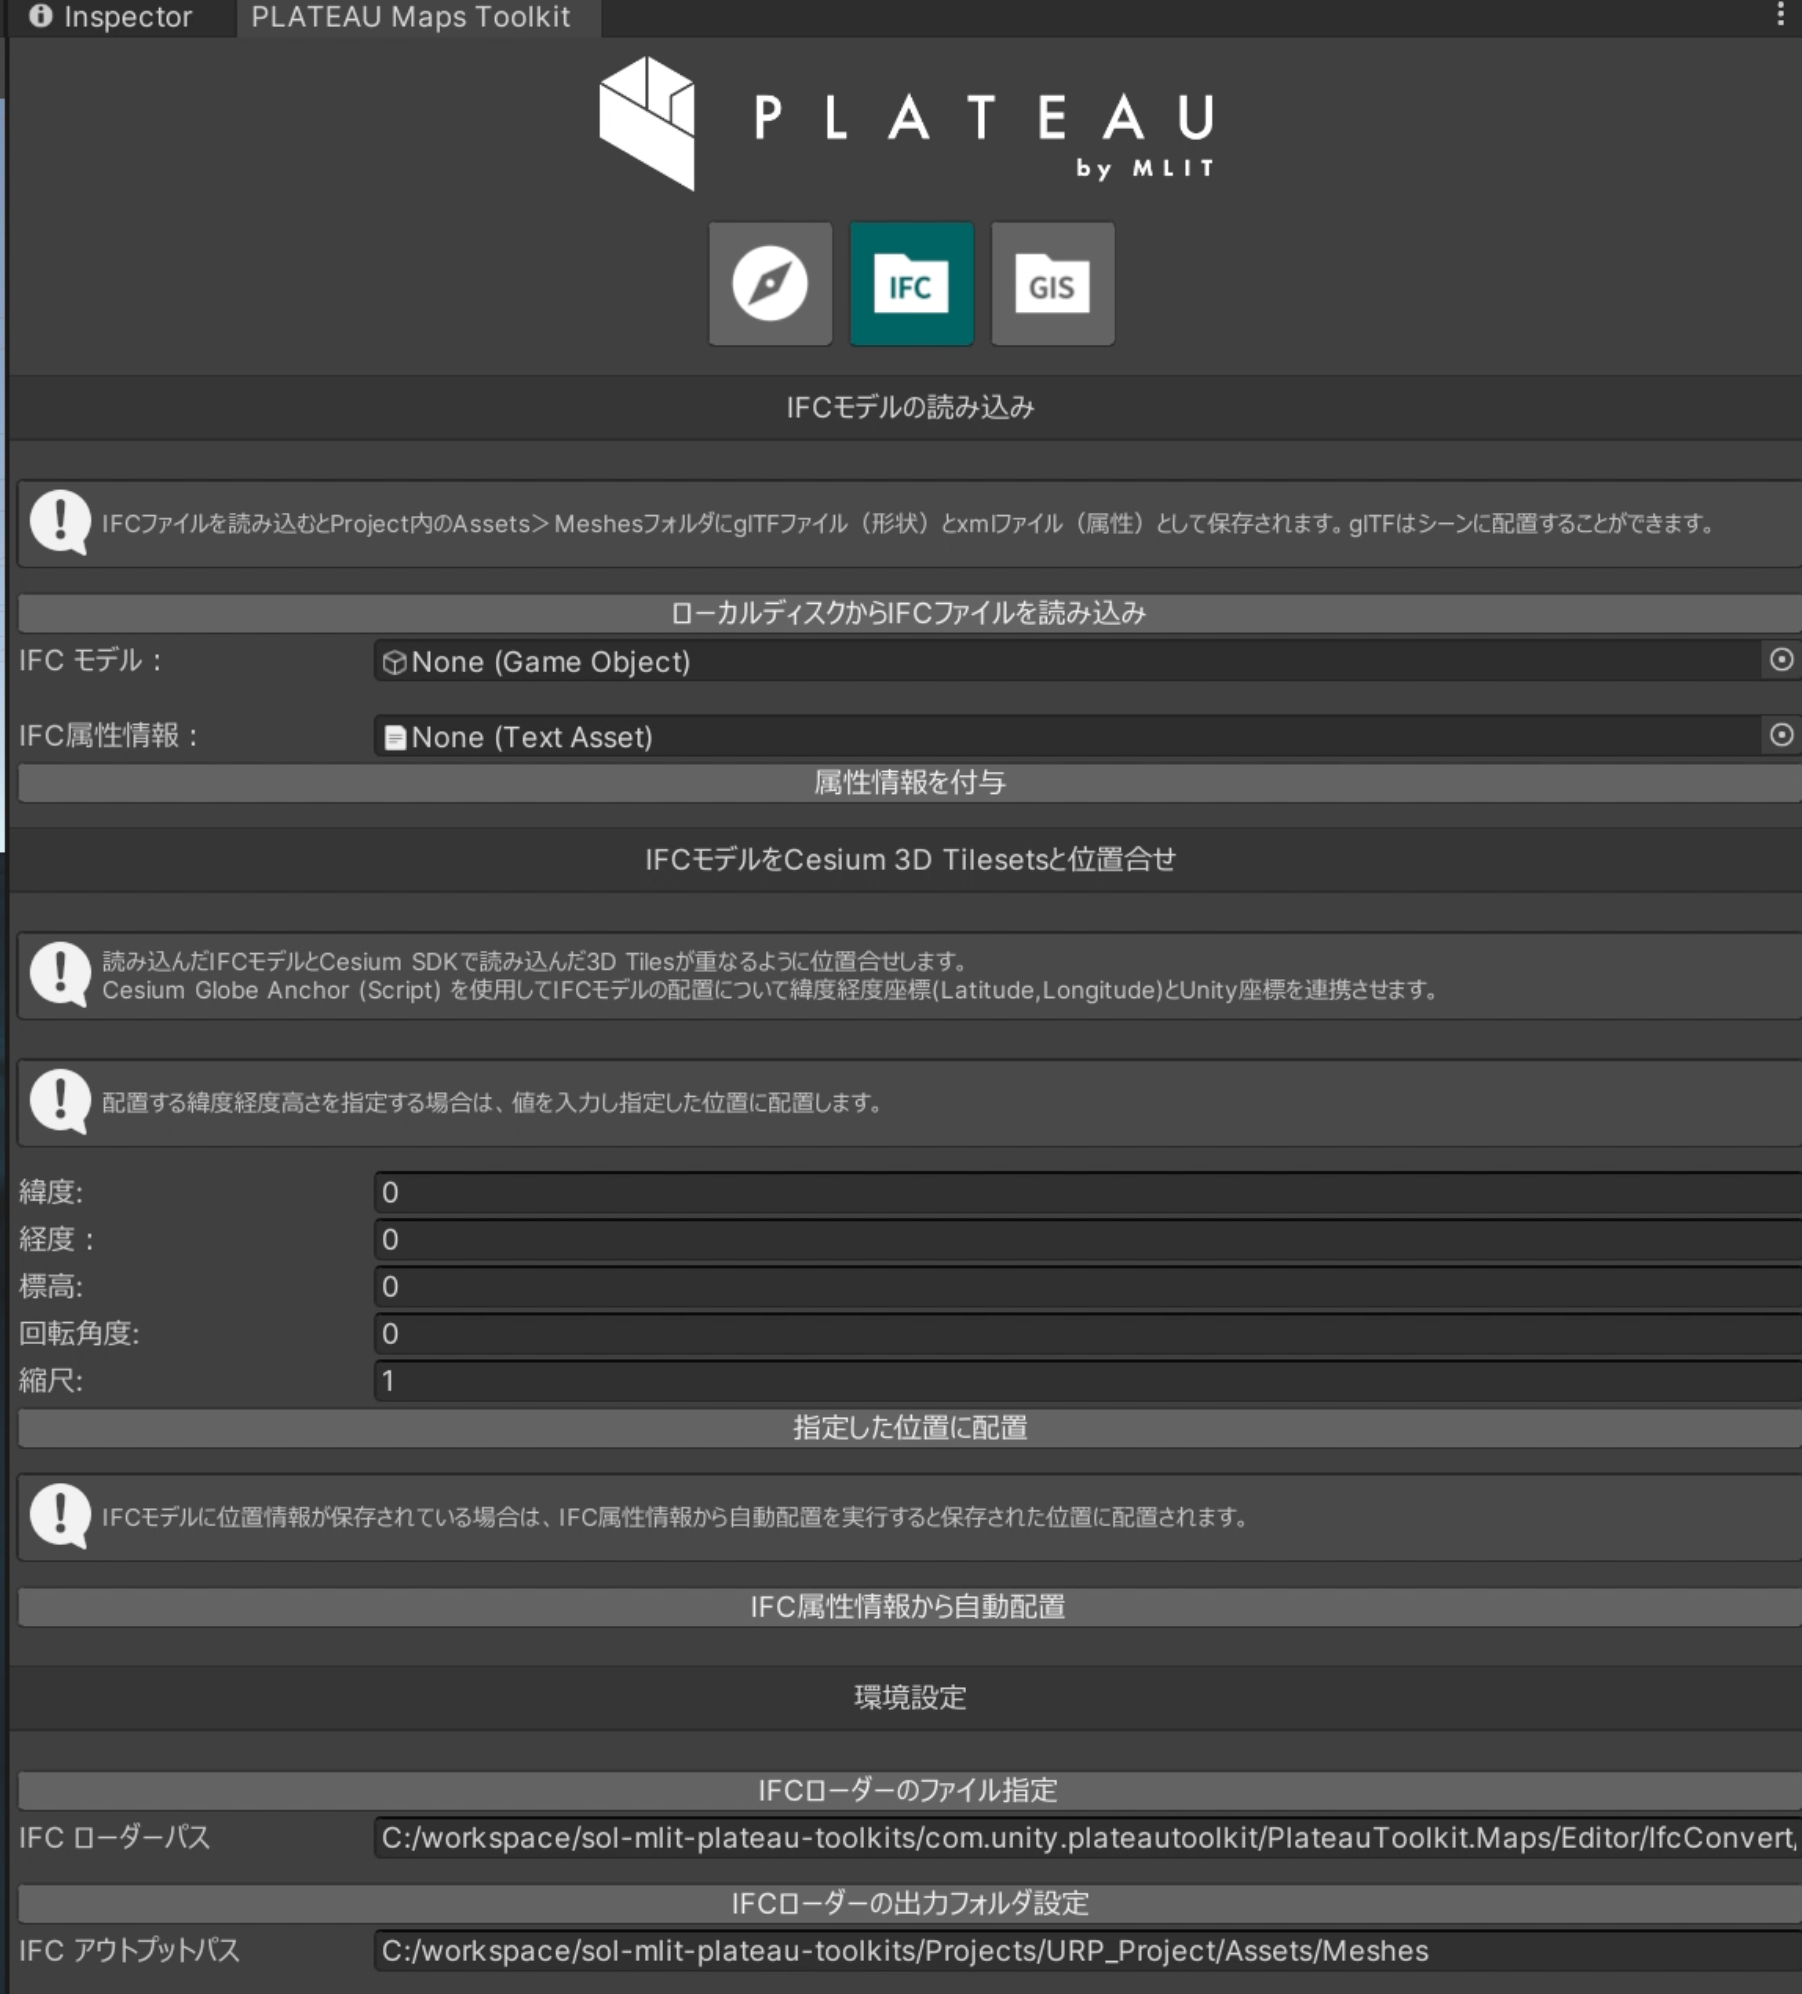 Inspector
PLATEAU Maps Toolkit
PLATEAU
by MLIT
IFC
GIS
IFCモデルの読み込み
IFCファイルを読み込むとProject内のAssets＞MeshesフォルダにglTFファイル（形状）とxmlファイル（属性）として保存されます。glTFはシーンに配置することができます。
ローカルディスクからIFCファイルを読み込み
IFC モデル： None (Game Object)
IFC属性情報： None (Text Asset)
属性情報を付与
IFCモデルをCesium 3D Tilesetsと位置合せ
読み込んだIFCモデルとCesium SDKで読み込んだ3D Tilesが重なるように位置合せします。
Cesium Globe Anchor (Script) を使用してIFCモデルの配置について緯度経度座標(Latitude,Longitude)とUnity座標を連携させます。
配置する緯度経度高さを指定する場合は、値を入力し指定した位置に配置します。
緯度: 0
経度： 0
標高: 0
回転角度: 0
縮尺: 1
指定した位置に配置
IFCモデルに位置情報が保存されている場合は、IFC属性情報から自動配置を実行すると保存された位置に配置されます。
IFC属性情報から自動配置
環境設定
IFCローダーのファイル指定
IFC ローダーパス C:/workspace/sol-mlit-plateau-toolkits/com.unity.plateautoolkit/PlateauToolkit.Maps/Editor/IfcConvert
IFCローダーの出力フォルダ設定
IFC アウトプットパス C:/workspace/sol-mlit-plateau-toolkits/Projects/URP_Project/Assets/Meshes